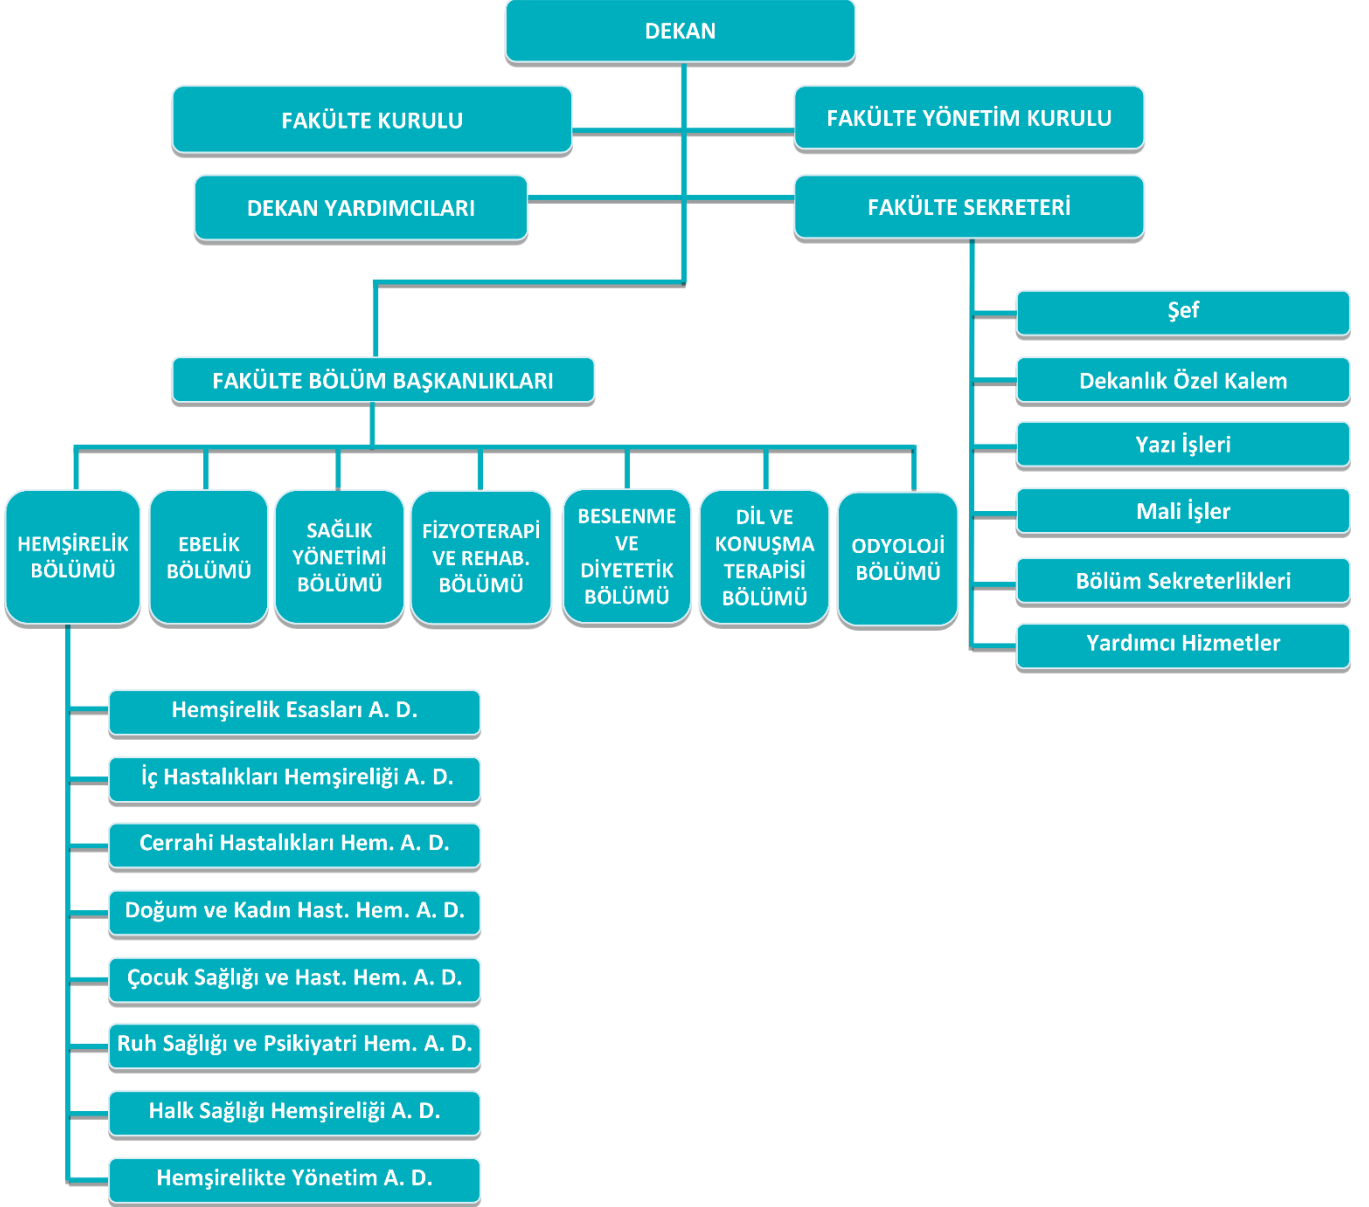 DEKAN
FAKÜLTE KURULU
FAKÜLTE YÖNETİM KURULU
DEKAN YARDIMCILARI
FAKÜLTE SEKRETERİ
Şef
Dekanlık Özel Kalem
Yazı İşleri
Mali İşler
Bölüm Sekreterlikleri
Yardımcı Hizmetler
FAKÜLTE BÖLÜM BAŞKANLIKLARI
HEMŞİRELİK
BÖLÜMÜ
EBELİK
BÖLÜMÜ
SAĞLIK
YÖNETİMİ
BÖLÜMÜ
FİZYOTERAPİ
VE REHAB.
BÖLÜMÜ
BESLENME
VE
DİYETETİK
BÖLÜMÜ
DİL VE
KONUŞMA
TERAPİSİ
BÖLÜMÜ
ODYOLOJİ
BÖLÜMÜ
Hemşirelik Esasları A. D.
İç Hastalıkları Hemşireliği A. D.
Cerrahi Hastalıkları Hem. A. D.
Doğum ve Kadın Hast. Hem. A. D.
Çocuk Sağlığı ve Hast. Hem. A. D.
Ruh Sağlığı ve Psikiyatri Hem. A. D.
Halk Sağlığı Hemşireliği A. D.
Hemşirelikte Yönetim A. D.